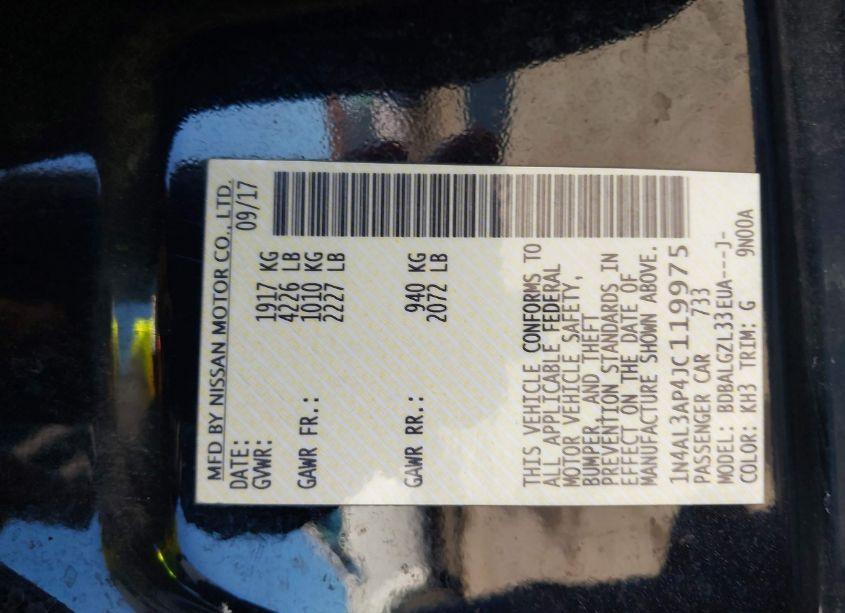 MFD BY NISSAN MOTOR CO., LTD.
DATE: 09/17
GVWR: 1917 KG
4226 LB
GAWR FR.: 1010 KG
2227 LB
GAWR RR.: 940 KG
2072 LB
THIS VEHICLE CONFORMS TO
ALL APPLICABLE FEDERAL
MOTOR VEHICLE SAFETY,
BUMPER, AND THEFT
PREVENTION STANDARDS IN
EFFECT ON THE DATE OF
MANUFACTURE SHOWN ABOVE.
1N4AL3AP4JC119975
PASSENGER CAR 733
MODEL: BDBALGZL33EUA---J-
COLOR: KH3 TRIM: G 9N00A